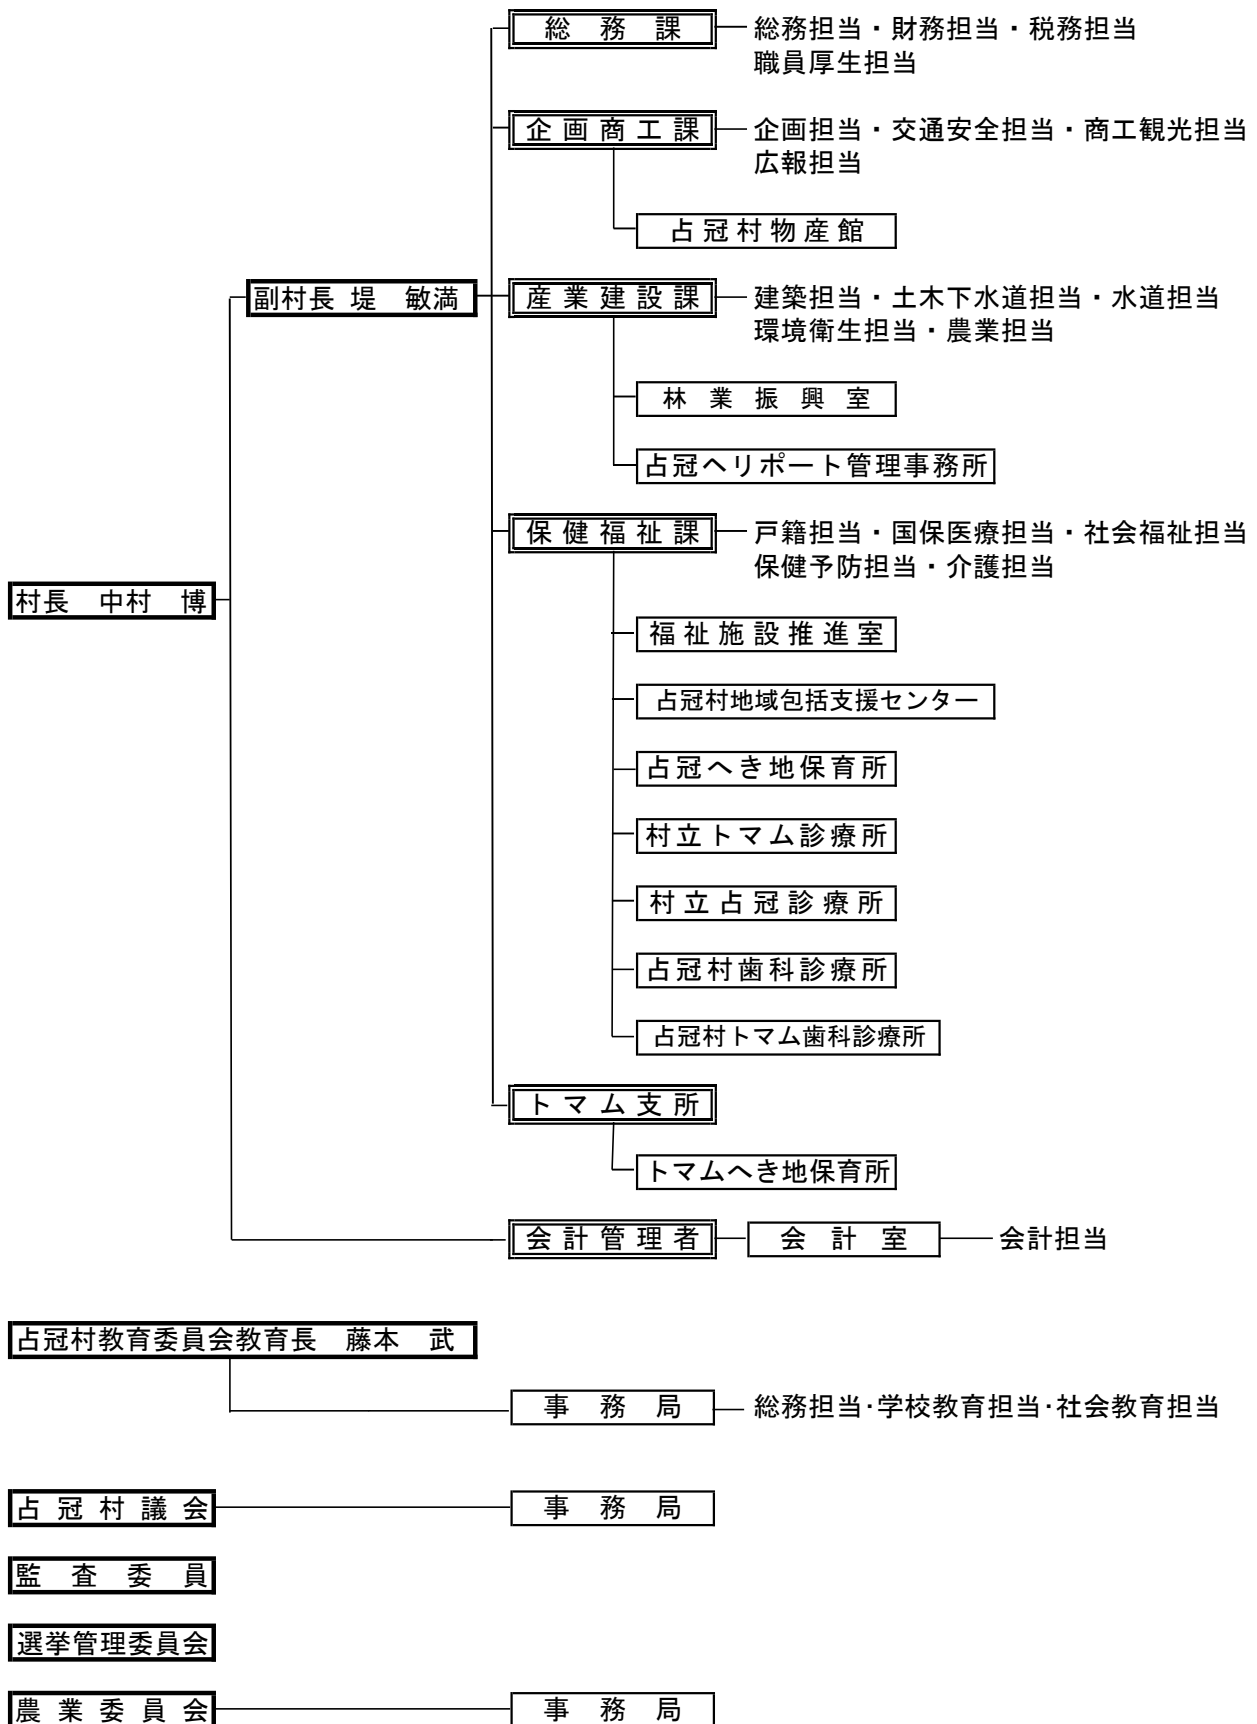 総務課 総務担当・財務担当・税務担当
職員厚生担当
企画商工課 企画担当・交通安全担当・商工観光担当
広報担当
占冠村物産館
副村長 堤 敏満 産業建設課 建築担当・土木下水道担当・水道担当
環境衛生担当・農業担当
林業振興室
占冠ヘリポート管理事務所
保健福祉課 戸籍担当・国保医療担当・社会福祉担当
保健予防担当・介護担当
村長 中村 博
福祉施設推進室
占冠村地域包括支援センター
占冠へき地保育所
村立トマム診療所
村立占冠診療所
占冠村歯科診療所
占冠村トマム歯科診療所
トマム支所
トマムへき地保育所
会計管理者 会計室 会計担当
占冠村教育委員会教育長 藤本 武
事務局 総務担当・学校教育担当・社会教育担当
占冠村議会 事務局
監査委員
選挙管理委員会
農業委員会 事務局